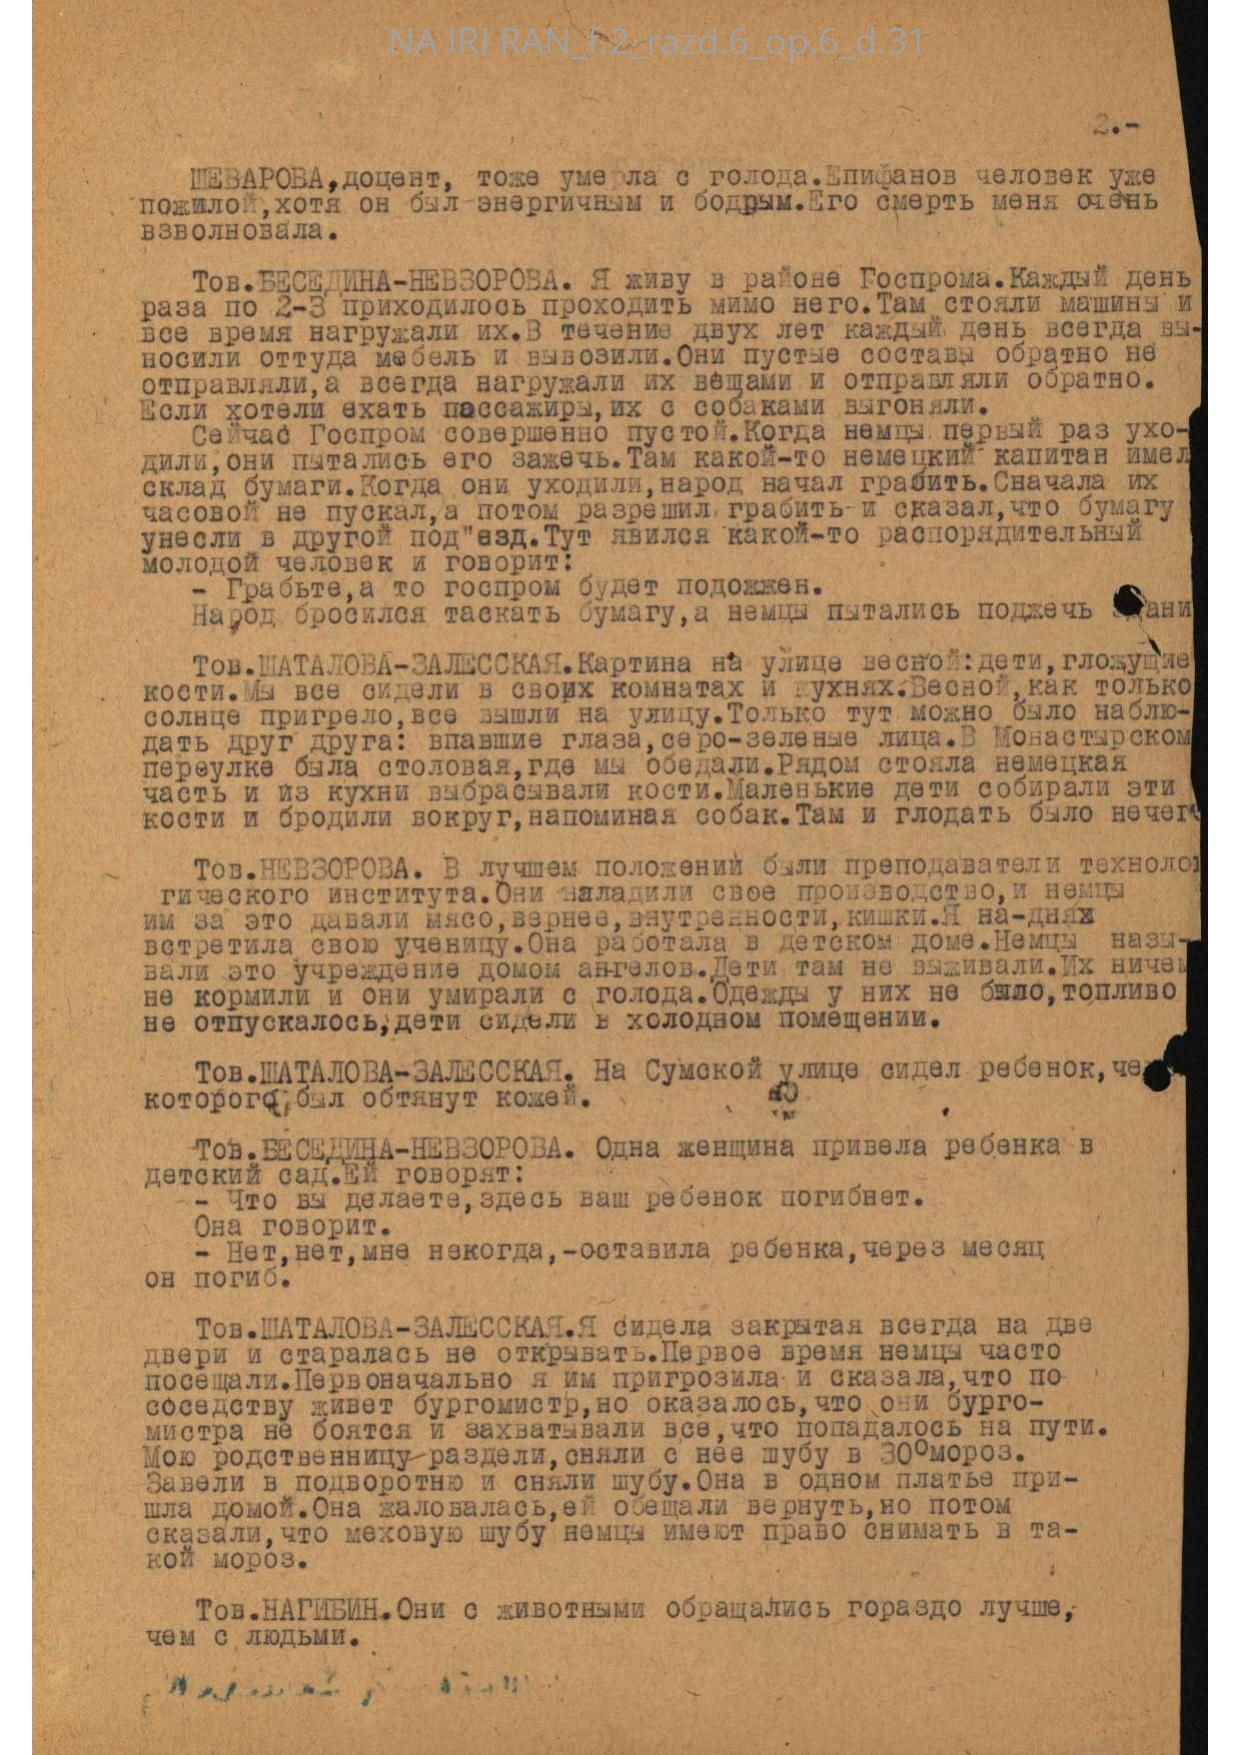 NA IRI RAN_f.2_razd.6_op.6_d.31
2.-
ШЕВАРОВА,доцент, тоже умерла с голода.Епифанов человек уже
пожилой,хотя он был энергичным и бодрым.Его смерть меня очень
взволновала.
Тов.БЕСЕДИНА-НЕВЗОРОВА. Я живу в районе Госпрома.Каждый день
раза по 2-3 приходилось проходить мимо него.Там стояли машины и
все время нагружали их.В течение двух лет каждый день всегда вы-
носили оттуда мебель и вывозили.Они пустые составы обратно не
отправляли,а всегда нагружали их вещами и отправляли обратно.
Если хотели ехать пассажиры,их с собаками выгоняли.
Сейчас Госпром совершенно пустой.Когда немцы первый раз ухо-
дили,они пытались его зажечь.Там какой-то немецкий капитан имел
склад бумаги.Когда они уходили,народ начал грабить.Сначала их
часовой не пускал,а потом разрешил грабить и сказал,что бумагу
унесли в другой под"езд.Тут явился какой-то распорядительный
молодой человек и говорит:
- Грабьте,а то госпром будет подожжен.
Народ бросился таскать бумагу,а немцы пытались поджечь здани
Тов.ШАТАЛОВА-ЗАЛЕССКАЯ.Картина на улице весной:дети,гложущие
кости.Мы все сидели в своих комнатах и кухнях.Весной,как только
солнце пригрело,все вышли на улицу.Только тут можно было наблю-
дать друг друга: впавшие глаза,серо-зеленые лица.В Монастырском
переулке была столовая,где мы обедали.Рядом стояла немецкая
часть и из кухни выбрасывали кости.Маленькие дети собирали эти
кости и бродили вокруг,напоминая собак.Там и глодать было нечег
Тов.НЕВЗОРОВА. В лучшем положений были преподаватели техноло
гического института.Они наладили свое производство,и немцы
им за это давали мясо,вернее,внутренности,кишки.Я на-днях
встретила свою ученицу.Она работала в детском доме.Немцы назы-
вали это учреждение домом ангелов.Дети там не выживали.Их ничем
не кормили и они умирали с голода.Одежды у них не было,топливо
не отпускалось,дети сидели в холодном помещении.
Тов.ШАТАЛОВА-ЗАЛЕССКАЯ. На Сумской улице сидел ребенок,че
которого был обтянут кожей.
Тов.БЕСЕДИНА-НЕВЗОРОВА. Одна женщина привела ребенка в
детский сад.Ей говорят:
- Что вы делаете,здесь ваш ребенок погибнет.
Она говорит.
- Нет,нет,мне некогда,-оставила ребенка,через месяц
он погиб.
Тов.ШАТАЛОВА-ЗАЛЕССКАЯ.Я сидела закрытая всегда на две
двери и старалась не открывать.Первое время немцы часто
посещали.Первоначально я им пригрозила и сказала,что по
соседству живет бургомистр,но оказалось,что они бурго-
мистра не боятся и захватывали все,что попадалось на пути.
Мою родственницу раздели,сняли с нее шубу в 30°мороз.
Завели в подворотню и сняли шубу.Она в одном платье при-
шла домой.Она жаловалась,ей обещали вернуть,но потом
сказали,что меховую шубу немцы имеют право снимать в та-
кой мороз.
Тов.НАГИБИН.Они с животными обращались гораздо лучше,
чем с людьми.